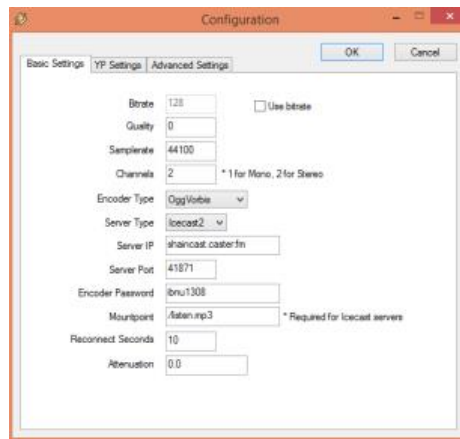 Configuration
OK Cancel
Basic Settings YP Settings Advanced Settings
Bitrate 128 Use bitrate
Quality 0
Samplerate 44100
Channels 2 * 1 for Mono, 2 for Stereo
Encoder Type OggVorbis
Server Type Icecast2
Server IP shaincast.caster.fm
Server Port 41871
Encoder Password ibnu1308
Mountpoint /listen.mp3 * Required for Icecast servers
Reconnect Seconds 10
Attenuation 0.0